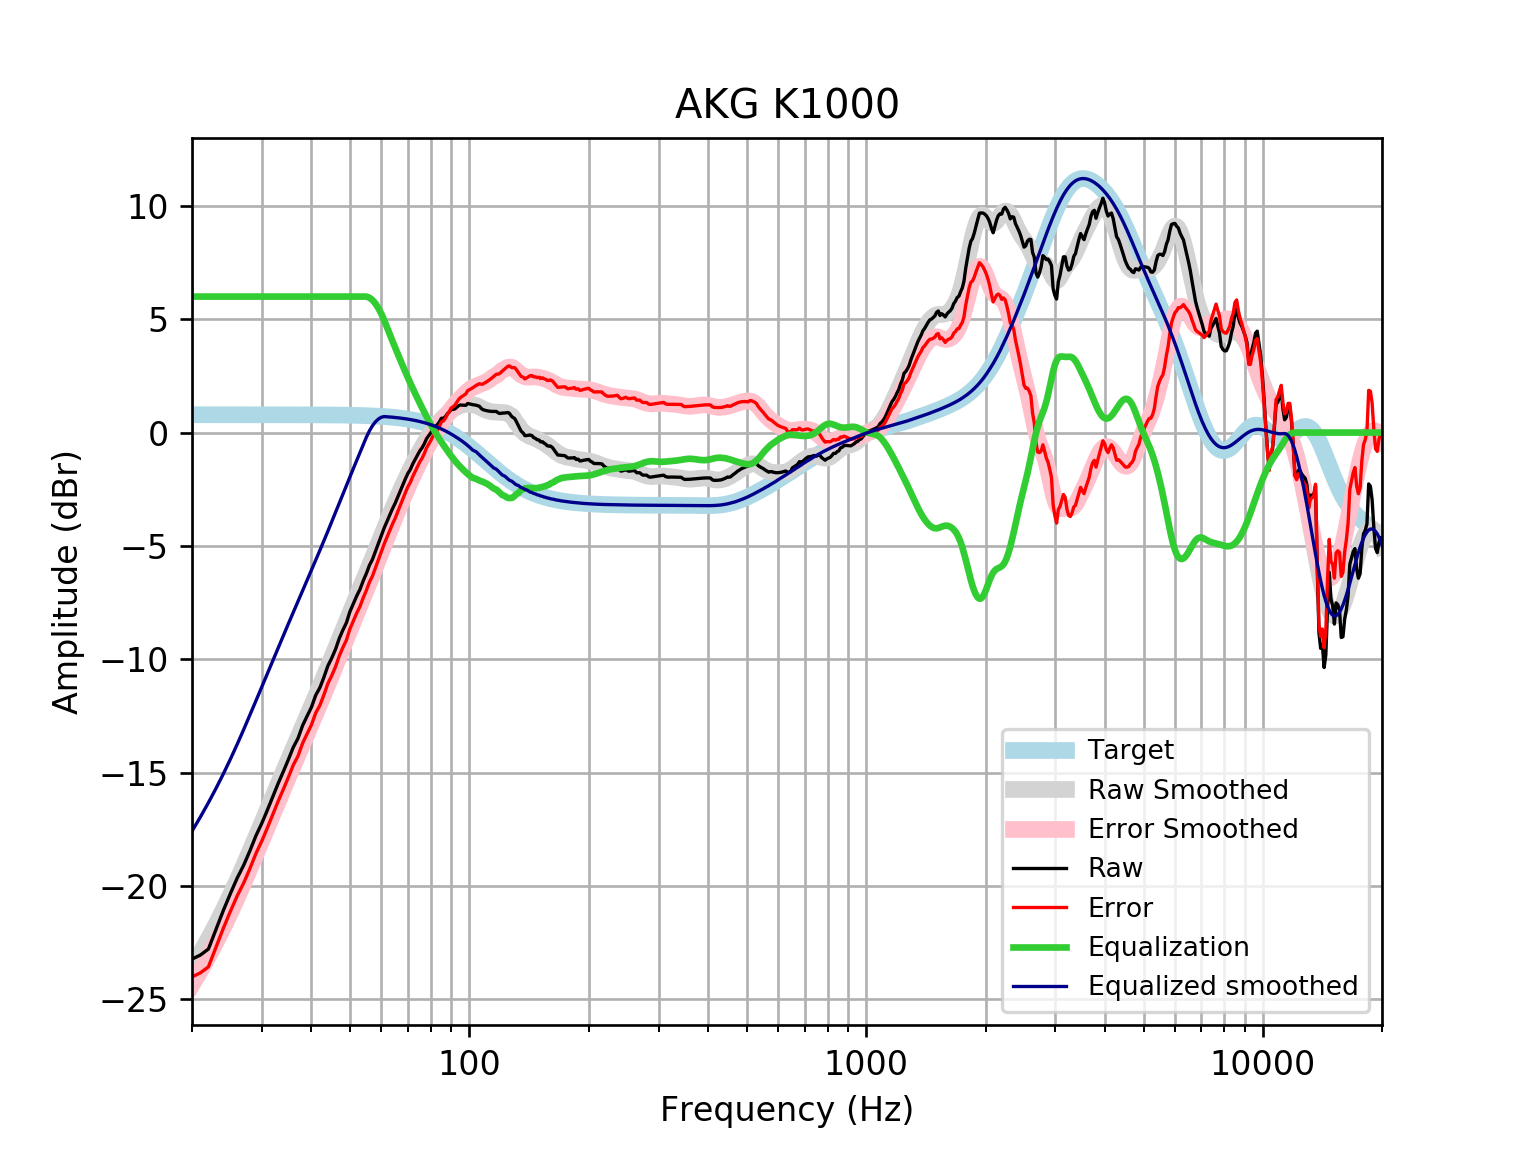 AKG K1000
10
5
0
−5
−10
−15
−20
−25
Amplitude (dBr)
Target
Raw Smoothed
Error Smoothed
Raw
Error
Equalization
Equalized smoothed
100
1000
10000
Frequency (Hz)